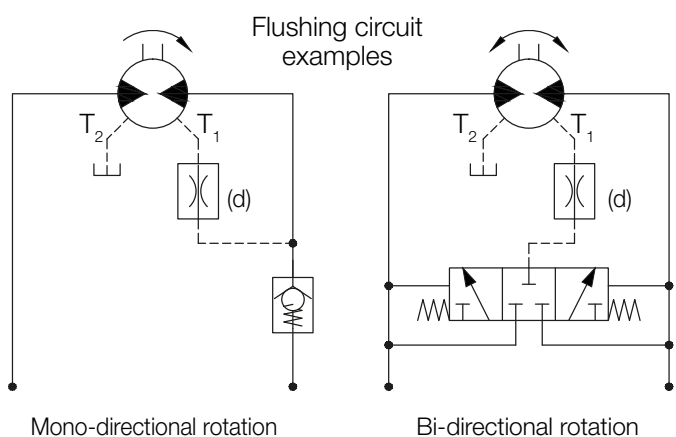 Flushing circuit
examples
T2
T1
(d)
T2
T1
(d)
Mono-directional rotation
Bi-directional rotation